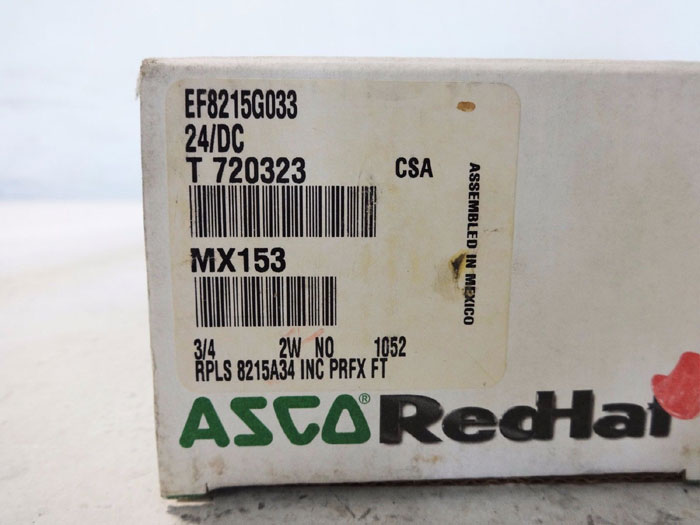 EF8215G033
24/DC
T 720323 CSA
MX153
3/4 2W NO 1052
RPLS 8215A34 INC PRFX FT
ASSEMBLED IN MEXICO
ASCO® RedHat